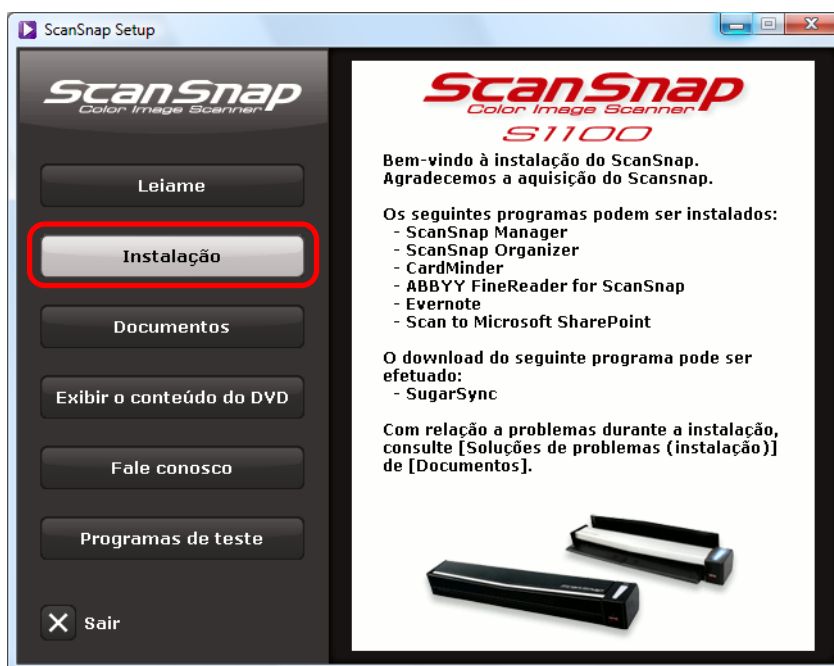 ScanSnap Setup
ScanSnap
Color Image Scanner
Leiame
Instalação
Documentos
Exibir o conteúdo do DVD
Fale conosco
Programas de teste
Sair
ScanSnap
Color Image Scanner
S1100
Bem-vindo à instalação do ScanSnap.
Agradecemos a aquisição do Scansnap.
Os seguintes programas podem ser instalados:
- ScanSnap Manager
- ScanSnap Organizer
- CardMinder
- ABBYY FineReader for ScanSnap
- Evernote
- Scan to Microsoft SharePoint
O download do seguinte programa pode ser
efetuado:
- SugarSync
Com relação a problemas durante a instalação,
consulte [Soluções de problemas (instalação)]
de [Documentos].
ScanSnap